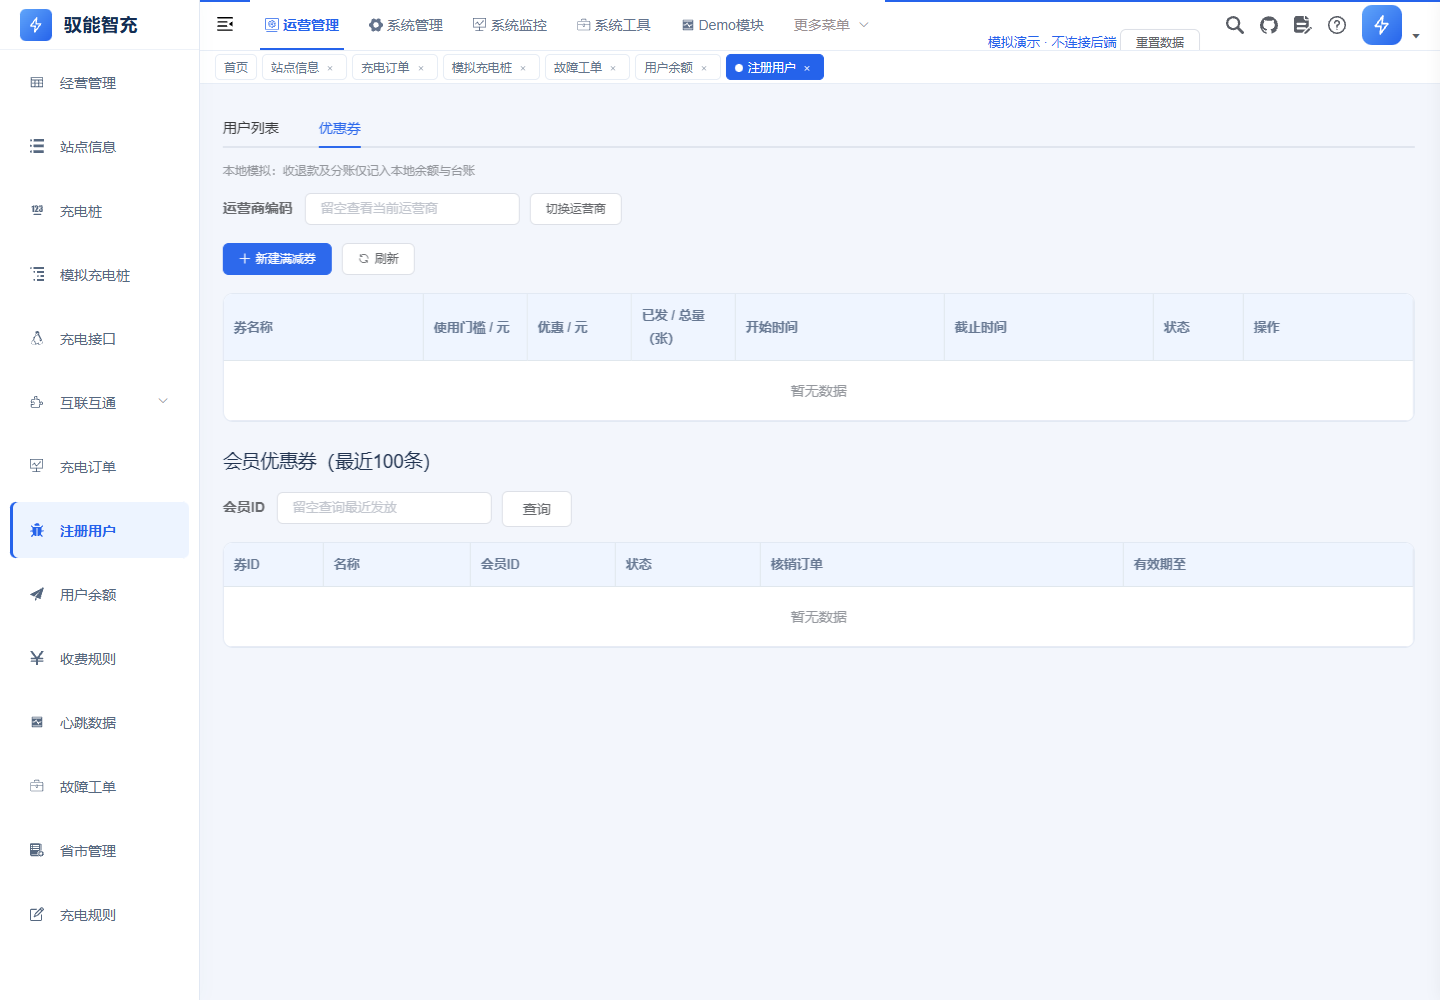 驭能智充
运营管理
系统管理
系统监控
系统工具
Demo模块
更多菜单
模拟演示 · 不连接后端
重置数据
首页
站点信息 ×
充电订单 ×
模拟充电桩 ×
故障工单 ×
用户余额 ×
注册用户 ×
经营管理
站点信息
充电桩
模拟充电桩
充电接口
互联互通
充电订单
注册用户
用户余额
收费规则
心跳数据
故障工单
省市管理
充电规则
用户列表
优惠券
本地模拟：收退款及分账仅记入本地余额与台账
运营商编码
留空查看当前运营商
切换运营商
新建满减券
刷新
券名称
使用门槛 / 元
优惠 / 元
已发 / 总量
（张）
开始时间
截止时间
状态
操作
暂无数据
会员优惠券（最近100条）
会员ID
留空查询最近发放
查询
券ID
名称
会员ID
状态
核销订单
有效期至
暂无数据